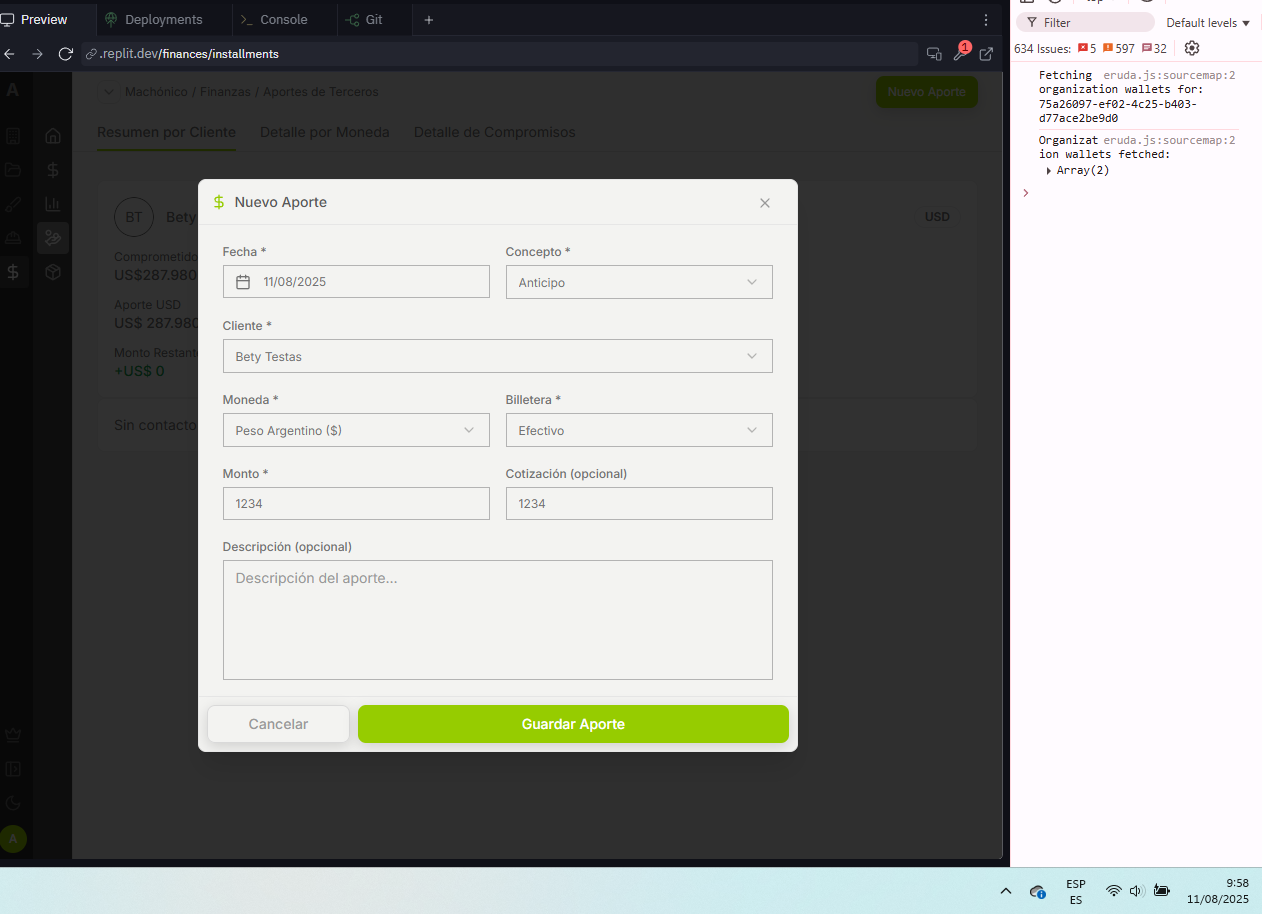 Preview
Deployments
Console
Git
.replit.dev/finances/installments
1
A
Machónico / Finanzas / Aportes de Terceros
Nuevo Aporte
Resumen por Cliente
Detalle por Moneda
Detalle de Compromisos
BT
Bety
USD
Comprometido
US$287.980
Aporte USD
US$ 287.980
Monto Restant
+US$ 0
Sin contacto
A
$ Nuevo Aporte
Fecha *
Concepto *
11/08/2025
Anticipo
Cliente *
Bety Testas
Moneda *
Billetera *
Peso Argentino ($)
Efectivo
Monto *
Cotización (opcional)
1234
1234
Descripción (opcional)
Descripción del aporte...
Cancelar
Guardar Aporte
Filter
Default levels
634 Issues:
5
597
32
Fetching eruda.js:sourcemap:2
organization wallets for:
75a26097-ef02-4c25-b403-
d77ace2be9d0
Organizat eruda.js:sourcemap:2
ion wallets fetched:
Array(2)
ESP
ES
9:58
11/08/2025